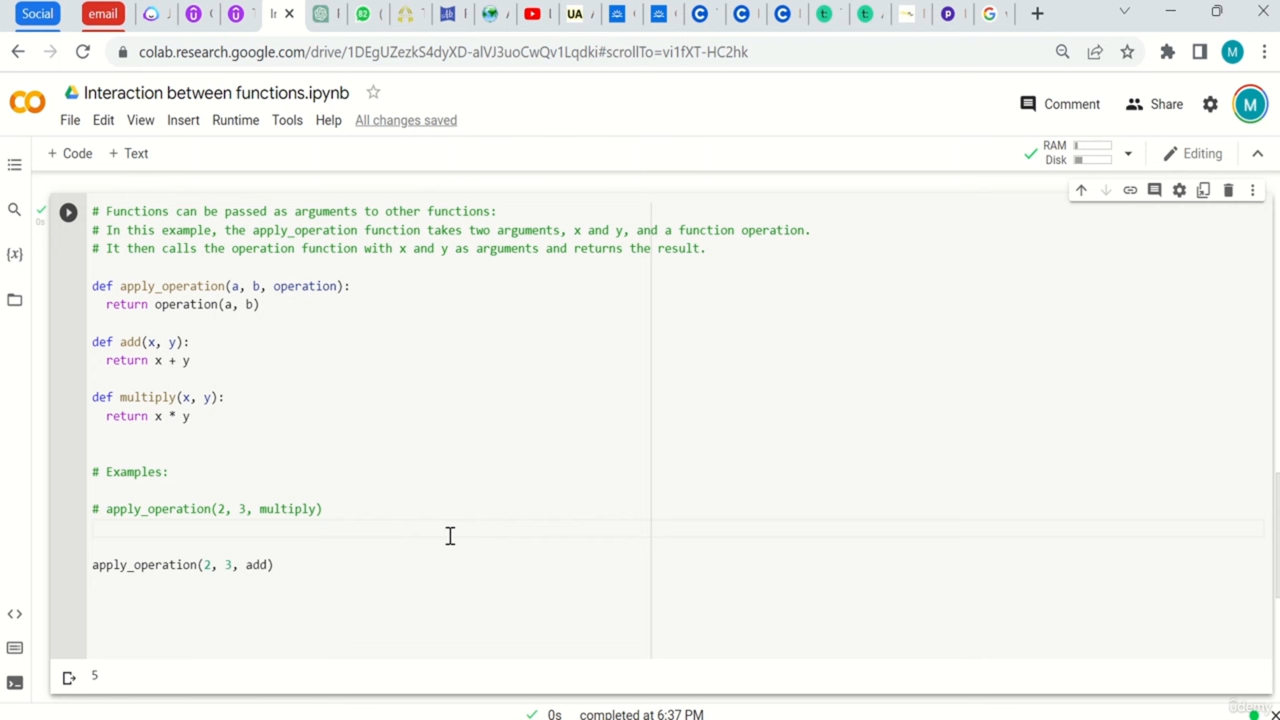 Social
email
colab.research.google.com/drive/1DEgUZezkS4dyXD-alVJ3uoCwQv1Lqdki#scrollTo=vi1fXT-HC2hk
M
Interaction between functions.ipynb
Comment
Share
M
File Edit View Insert Runtime Tools Help All changes saved
+ Code + Text
RAM
Disk
Editing
# Functions can be passed as arguments to other functions:
# In this example, the apply_operation function takes two arguments, x and y, and a function operation.
# It then calls the operation function with x and y as arguments and returns the result.
0s
{x}
def apply_operation(a, b, operation):
return operation(a, b)
def add(x, y):
return x + y
def multiply(x, y):
return x * y
# Examples:
# apply_operation(2, 3, multiply)
apply_operation(2, 3, add)
5
0s completed at 6:37 PM
ûdemy